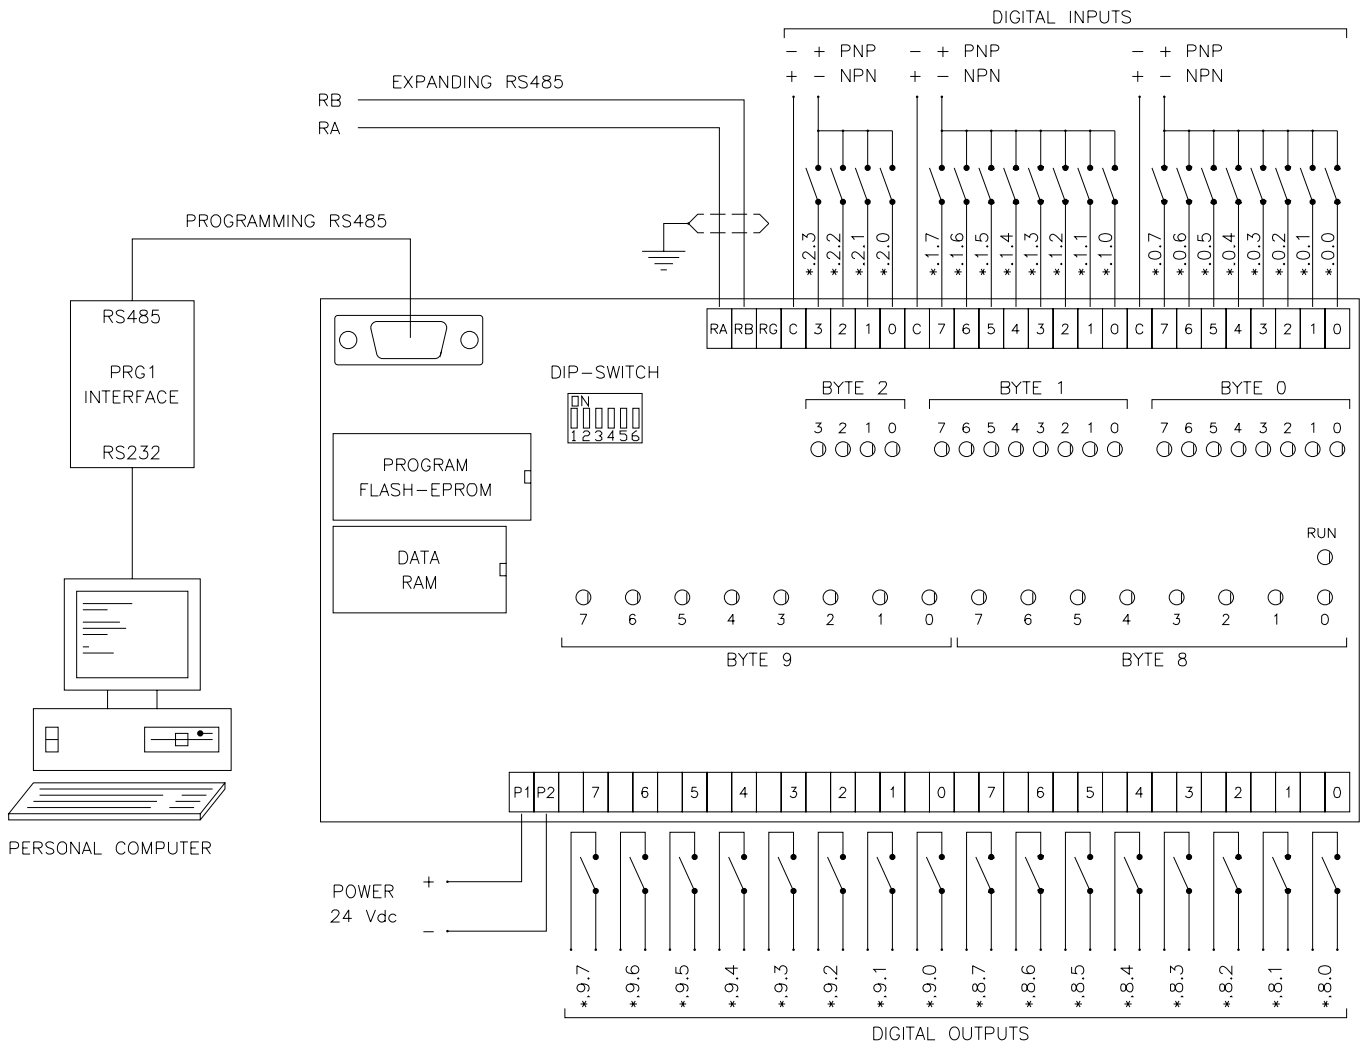 DIGITAL INPUTS
− + PNP − + PNP − + PNP
+ − NPN + − NPN + − NPN
EXPANDING RS485
RB
RA
PROGRAMMING RS485
*.2.3 *.2.2 *.2.1 *.2.0 *.1.7 *.1.6 *.1.5 *.1.4 *.1.3 *.1.2 *.1.1 *.1.0 *.0.7 *.0.6 *.0.5 *.0.4 *.0.3 *.0.2 *.0.1 *.0.0
RS485
PRG1
INTERFACE
RS232
RA RB RG C 3 2 1 0 C 7 6 5 4 3 2 1 0 C 7 6 5 4 3 2 1 0
DIP−SWITCH
ON
1 2 3 4 5 6
BYTE 2 BYTE 1 BYTE 0
3 2 1 0 7 6 5 4 3 2 1 0 7 6 5 4 3 2 1 0
PROGRAM
FLASH−EPROM
DATA
RAM
RUN
7 6 5 4 3 2 1 0 7 6 5 4 3 2 1 0
BYTE 9 BYTE 8
P1 P2 7 6 5 4 3 2 1 0 7 6 5 4 3 2 1 0
PERSONAL COMPUTER
POWER
24 Vdc
+
−
*.9.7 *.9.6 *.9.5 *.9.4 *.9.3 *.9.2 *.9.1 *.9.0 *.8.7 *.8.6 *.8.5 *.8.4 *.8.3 *.8.2 *.8.1 *.8.0
DIGITAL OUTPUTS